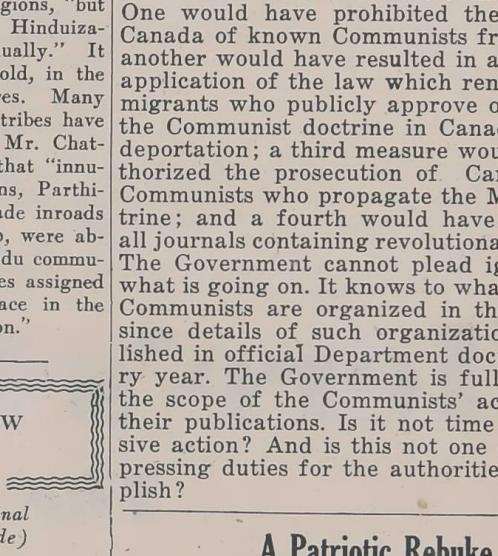 gions, "but
Hinduiza-
ually." It
old, in the
es. Many
tribes have
Mr. Chat-
that "innu-
ns, Parthi-
ade inroads
o, were ab-
du commu-
es assigned
ace in the
on."
W
nal
de)
One would have prohibited the
Canada of known Communists fr
another would have resulted in a
application of the law which ren
migrants who publicly approve o
the Communist doctrine in Canad
deportation; a third measure wou
thorized the prosecution of Can
Communists who propagate the M
trine; and a fourth would have
all journals containing revolutiona
The Government cannot plead ig
what is going on. It knows to wha
Communists are organized in th
since details of such organizatio
lished in official Department doc
ry year. The Government is full
the scope of the Communists' ac
their publications. Is it not time
sive action? And is this not one
pressing duties for the authoritie
plish?
A Patriotic Rebuke